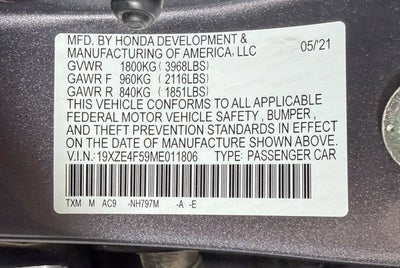 MFD. BY HONDA DEVELOPMENT & 05/'21
MANUFACTURING OF AMERICA, LLC
GVWR 1800KG (3968LBS)
GAWR F 960KG (2116LBS)
GAWR R 840KG (1851LBS)
THIS VEHICLE CONFORMS TO ALL APPLICABLE
FEDERAL MOTOR VEHICLE SAFETY , BUMPER ,
AND THEFT PREVENTION STANDARDS IN EFFECT
ON THE DATE OF MANUFACTURE SHOWN ABOVE.
V.I.N.:19XZE4F59ME011806 TYPE: PASSENGER CAR
TXM M AC9 -NH797M -A -E